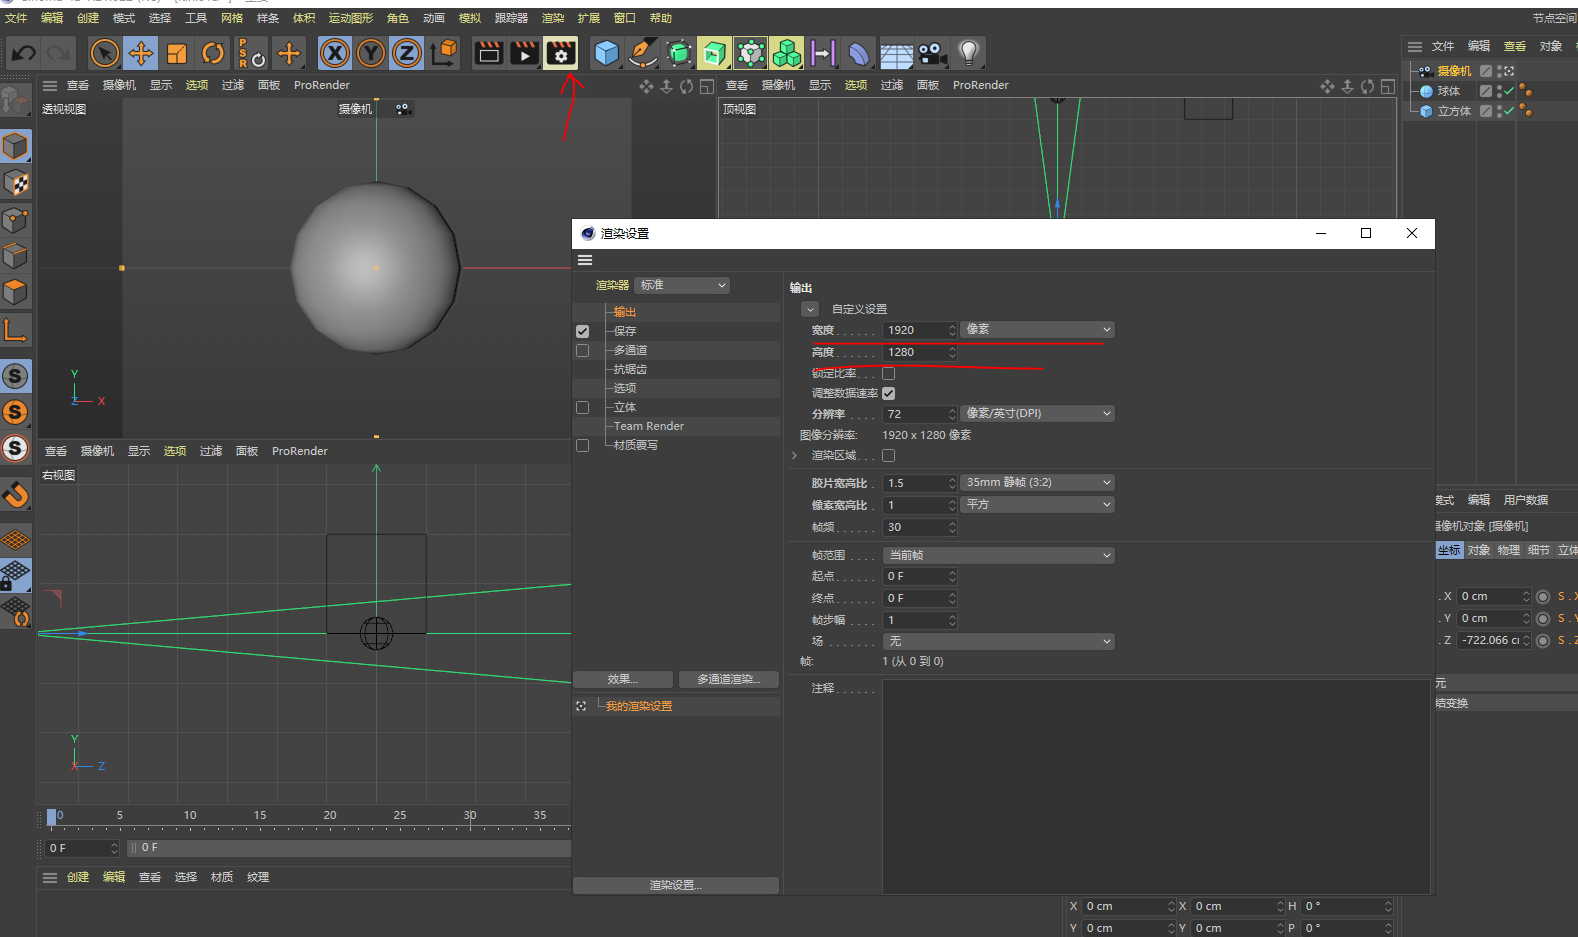 文件 编辑 创建 模式 选择 工具 网格 样条 体积 运动图形 角色 动画 模拟 跟踪器 渲染 扩展 窗口 帮助
节点空间
P
S
R
X Y Z
文件 编辑 查看 对象
查看 摄像机 显示 选项 过滤 面板 ProRender
查看 摄像机 显示 选项 过滤 面板 ProRender
透视视图
摄像机
顶视图
摄像机
球体
立方体
Y
Z X
查看 摄像机 显示 选项 过滤 面板 ProRender
右视图
Y
X Z
渲染设置
渲染器 标准
输出
保存
多通道
抗锯齿
选项
立体
Team Render
材质覆写
效果...
多通道渲染...
我的渲染设置
渲染设置...
输出
自定义设置
宽度 . . . . . . 1920 像素
高度 . . . . . . 1280
锁定比率. . .
调整数据速率
分辨率 . . . . 72 像素/英寸(DPI)
图像分辨率: 1920 x 1280 像素
渲染区域. . .
胶片宽高比 . 1.5 35mm 静帧 (3:2)
像素宽高比 . 1 平方
帧频 . . . . . . 30
帧范围 . . . . 当前帧
起点 . . . . . . 0 F
终点 . . . . . . 0 F
帧步幅 . . . . 1
场 . . . . . . . 无
帧: 1 (从 0 到 0)
注释 . . . . . .
模式 编辑 用户数据
摄像机对象 [摄像机]
坐标 对象 物理 细节 立体
. X 0 cm S . X
. Y 0 cm S . Y
. Z -722.066 c S . Z
元
结变换
0 5 10 15 20 25 30 35
0 F 0 F
创建 编辑 查看 选择 材质 纹理
X 0 cm X 0 cm H 0 °
Y 0 cm Y 0 cm P 0 °